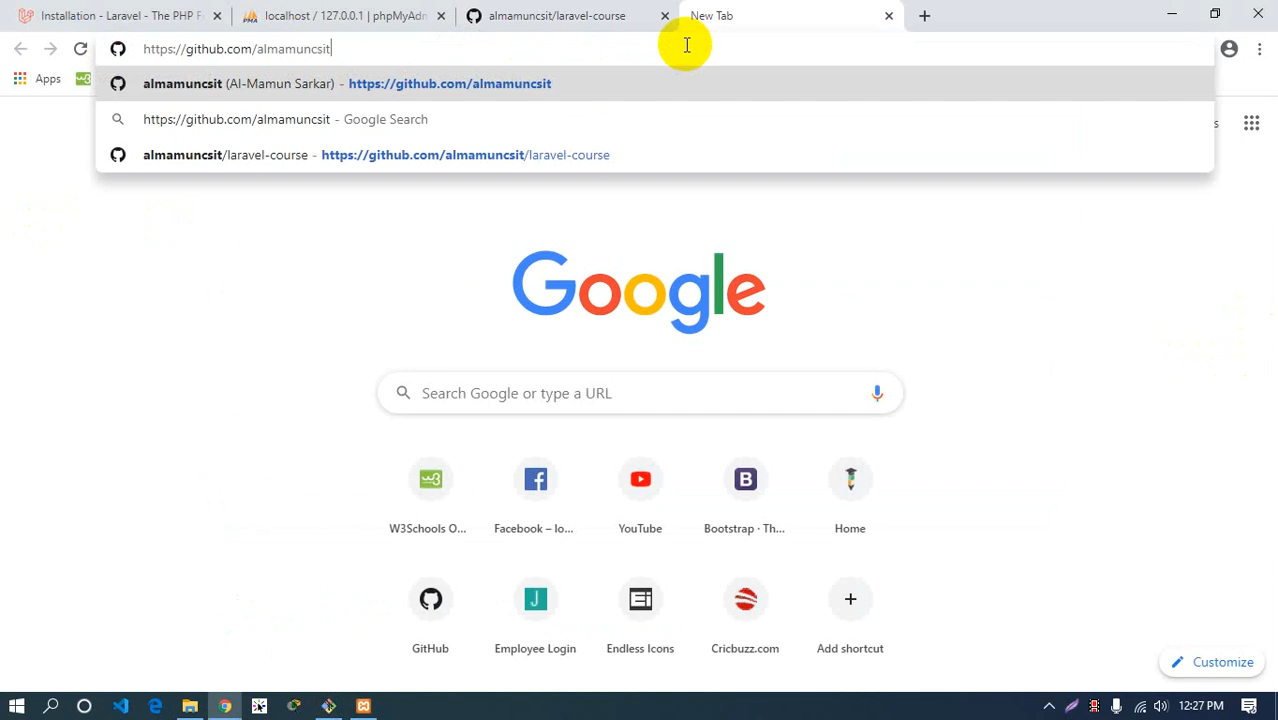 Installation - Laravel - The PHP F
localhost / 127.0.0.1 | phpMyAdm
almamuncsit/laravel-course
New Tab
https://github.com/almamuncsit
Apps
almamuncsit (Al-Mamun Sarkar) - https://github.com/almamuncsit
https://github.com/almamuncsit - Google Search
almamuncsit/laravel-course - https://github.com/almamuncsit/laravel-course
Google
Search Google or type a URL
W3Schools O...
Facebook – lo...
YouTube
Bootstrap · Th...
Home
GitHub
Employee Login
Endless Icons
Cricbuzz.com
Add shortcut
Customize
12:27 PM